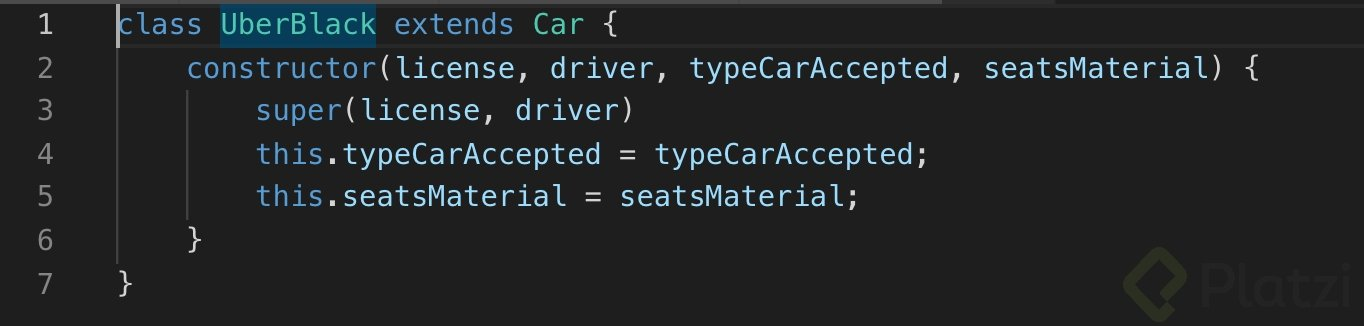 1 class UberBlack extends Car {
2 constructor(license, driver, typeCarAccepted, seatsMaterial) {
3 super(license, driver)
4 this.typeCarAccepted = typeCarAccepted;
5 this.seatsMaterial = seatsMaterial;
6 }
7 }
Platzi